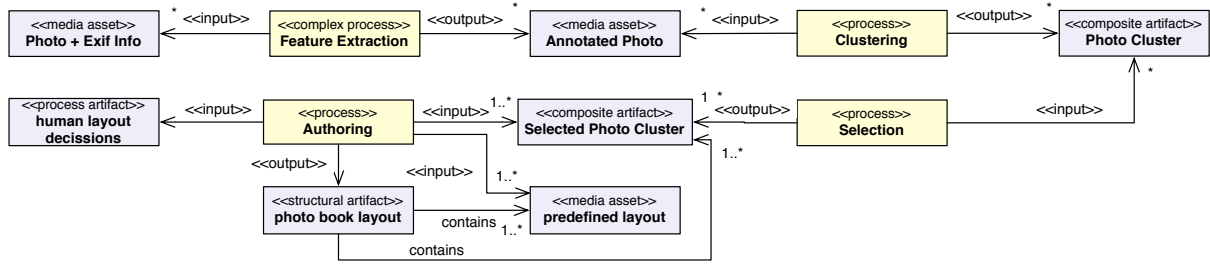 <<media asset>>
Photo + Exif Info
* <<input>>
<<complex process>>
Feature Extraction
<<output>> *
<<media asset>>
Annotated Photo
* <<input>>
<<process>>
Clustering
<<output>> *
<<composite artifact>>
Photo Cluster
*
<<process artifact>>
human layout
decissions
<<input>>
<<process>>
Authoring
<<input>>
1..*
<<composite artifact>>
Selected Photo Cluster
1 *
<<output>>
<<process>>
Selection
<<input>>
1..*
<<output>>
<<input>>
1..*
<<structural artifact>>
photo book layout
contains
1..*
<<media asset>>
predefined layout
contains